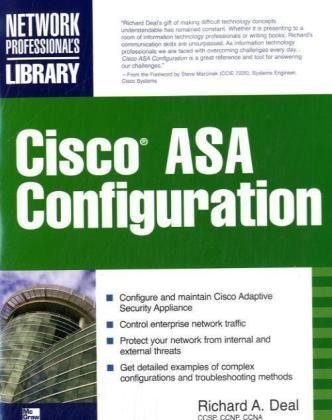 NETWORK
PROFESSIONAL'S
LIBRARY
"Richard Deal's gift of making difficult technology concepts
understandable has remained constant. Whether it is presenting to a
room of information technology professionals or writing books, Richard's
communication skills are unsurpassed. As information technology
professionals we are faced with overcoming challenges every day...
Cisco ASA Configuration is a great reference and tool for answering
our challenges."
—From the Foreword by Steve Marcinek (CCIE 7225), Systems Engineer,
Cisco Systems
Cisco® ASA
Configuration
Configure and maintain Cisco Adaptive
Security Appliance
Control enterprise network traffic
Protect your network from internal and
external threats
Get detailed examples of complex
configurations and troubleshooting methods
Mc
Graw
Richard A. Deal
CCSP, CCNP, CCNA